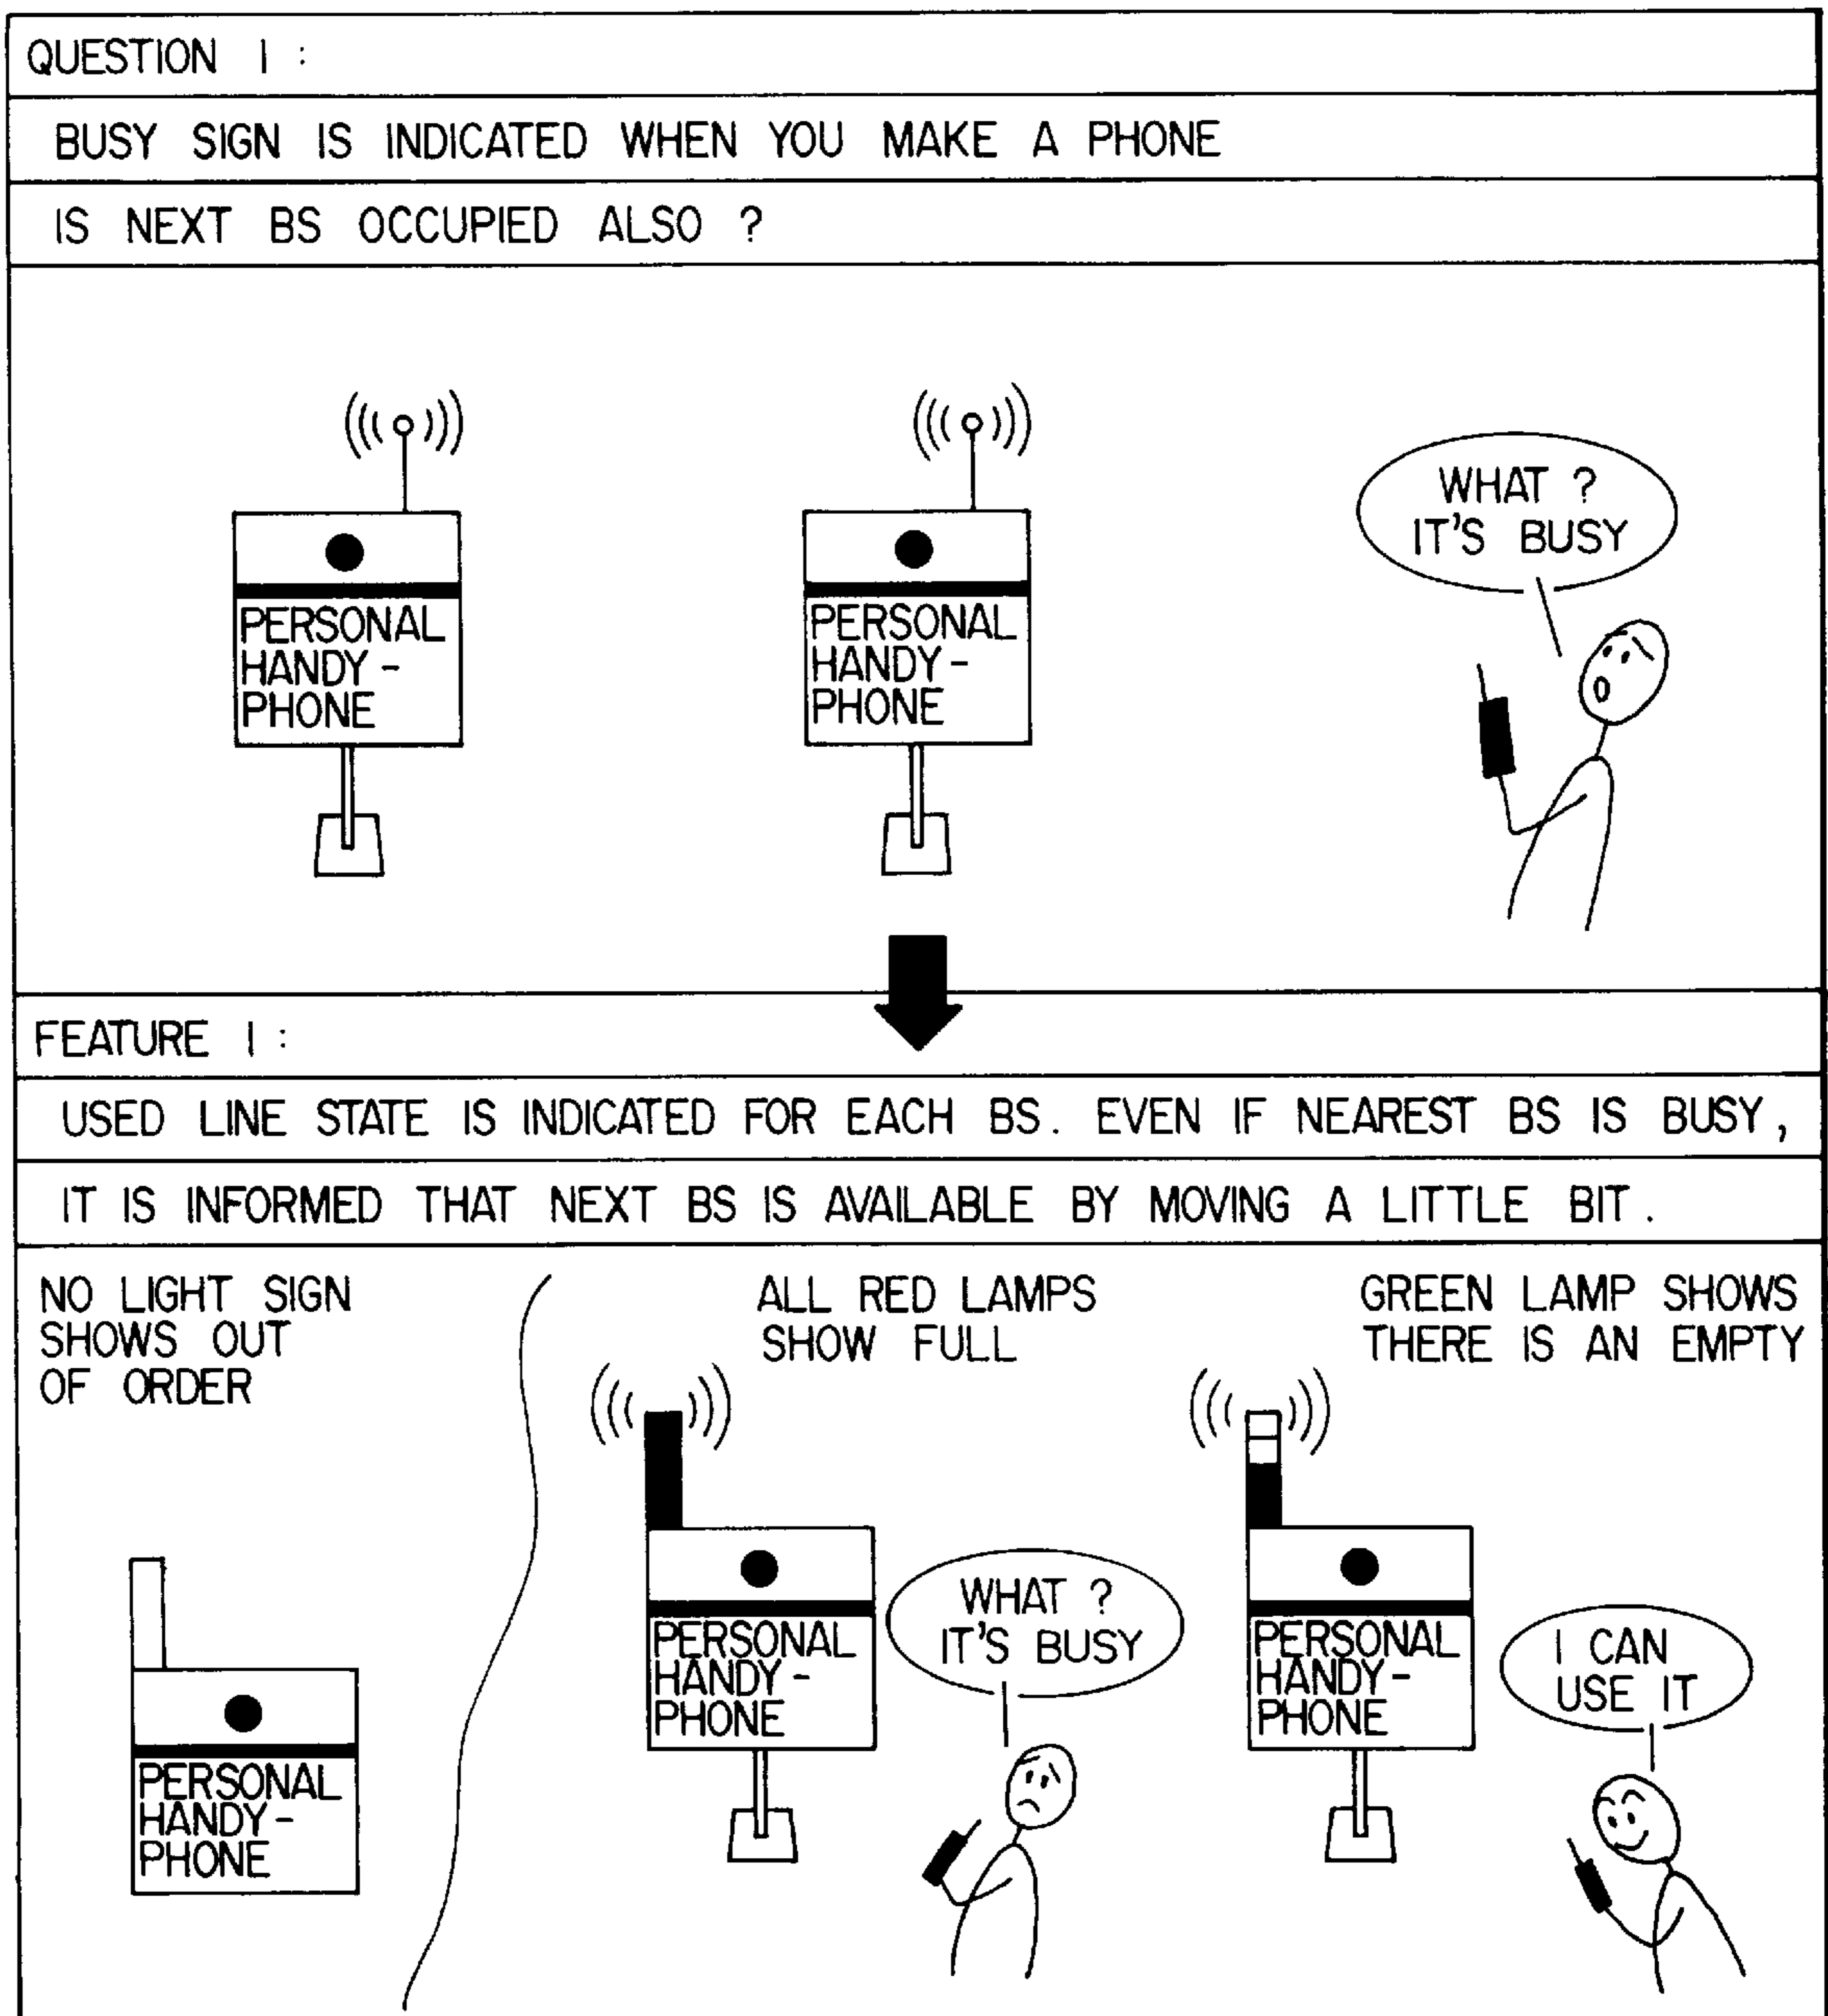 QUESTION 1 :
BUSY SIGN IS INDICATED WHEN YOU MAKE A PHONE
IS NEXT BS OCCUPIED ALSO ?
PERSONAL
HANDY-
PHONE
PERSONAL
HANDY-
PHONE
WHAT ?
IT'S BUSY
FEATURE 1 :
USED LINE STATE IS INDICATED FOR EACH BS. EVEN IF NEAREST BS IS BUSY,
IT IS INFORMED THAT NEXT BS IS AVAILABLE BY MOVING A LITTLE BIT.
NO LIGHT SIGN
SHOWS OUT
OF ORDER
PERSONAL
HANDY-
PHONE
ALL RED LAMPS
SHOW FULL
PERSONAL
HANDY-
PHONE
WHAT ?
IT'S BUSY
GREEN LAMP SHOWS
THERE IS AN EMPTY
PERSONAL
HANDY-
PHONE
I CAN
USE IT